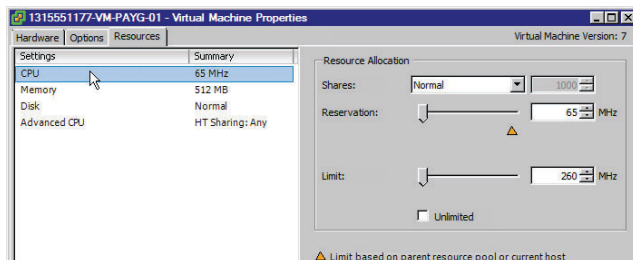 1315551177-VM-PAYG-01 - Virtual Machine Properties
Hardware Options Resources Virtual Machine Version: 7
Settings Summary
CPU 65 MHz
Memory 512 MB
Disk Normal
Advanced CPU HT Sharing: Any
Resource Allocation
Shares: Normal 1000
Reservation: 65 MHz
Limit: 260 MHz
Unlimited
Limit based on parent resource pool or current host